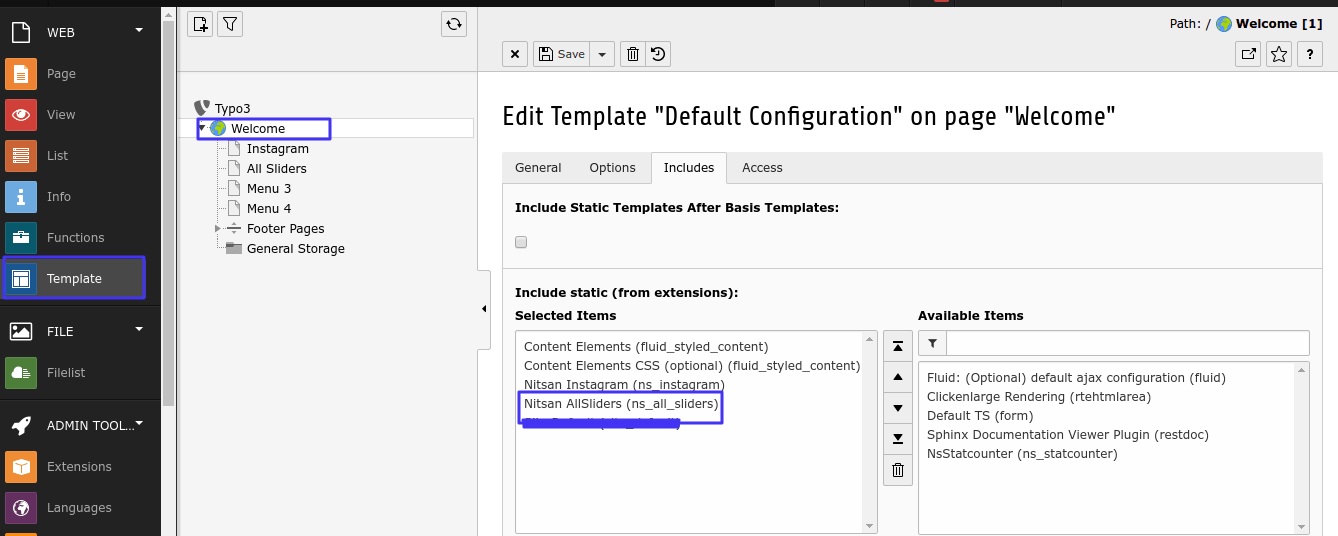 WEB
Page
View
List
Info
Functions
Template
FILE
Filelist
ADMIN TOOL...
Extensions
Languages
Typo3
Welcome
Instagram
All Sliders
Menu 3
Menu 4
Footer Pages
General Storage
Path: / Welcome [1]
Save
?
Edit Template "Default Configuration" on page "Welcome"
General Options Includes Access
Include Static Templates After Basis Templates:
Include static (from extensions):
Selected Items
Content Elements (fluid_styled_content)
Content Elements CSS (optional) (fluid_styled_content)
Nitsan Instagram (ns_instagram)
Nitsan AllSliders (ns_all_sliders)
Available Items
Fluid: (Optional) default ajax configuration (fluid)
Clickenlarge Rendering (rtehtmlarea)
Default TS (form)
Sphinx Documentation Viewer Plugin (restdoc)
NsStatcounter (ns_statcounter)